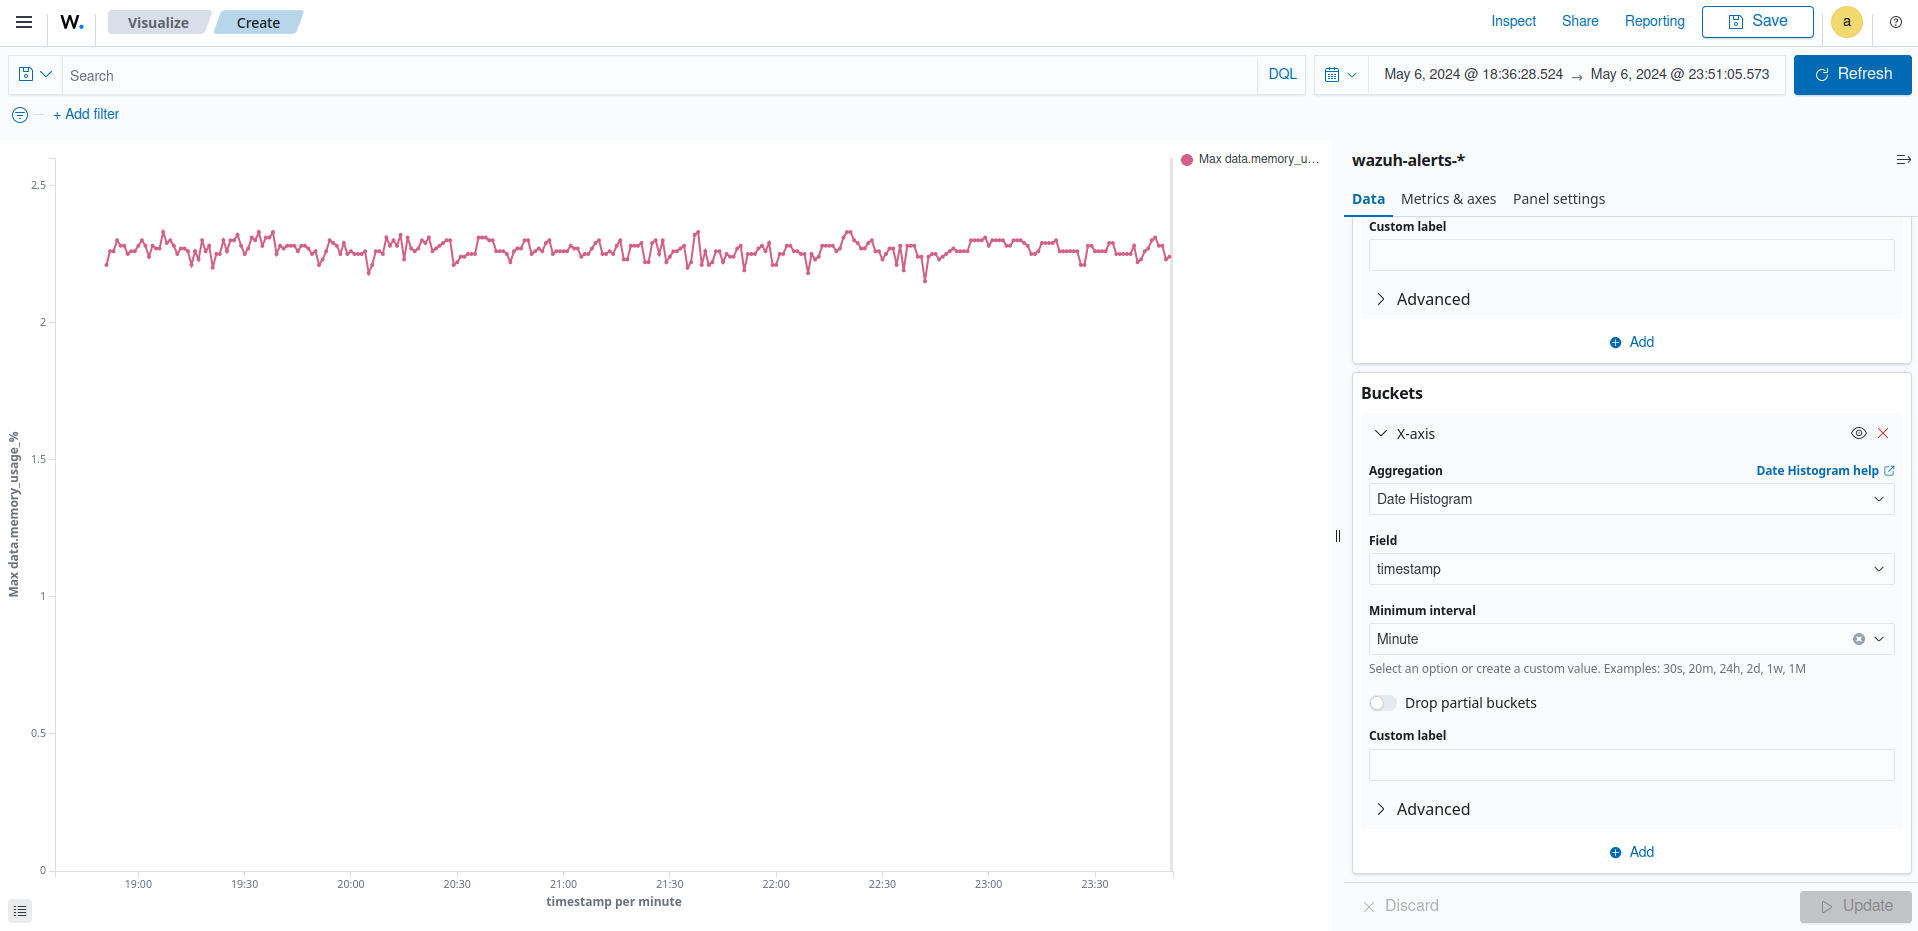 W. Visualize Create Inspect Share Reporting Save a
Search DQL May 6, 2024 @ 18:36:28.524 → May 6, 2024 @ 23:51:05.573 Refresh
+ Add filter
Max data.memory_u...
2.5
2
1.5
1
0.5
0
Max data.memory_usage_%
19:00 19:30 20:00 20:30 21:00 21:30 22:00 22:30 23:00 23:30
timestamp per minute
wazuh-alerts-*
Data Metrics & axes Panel settings
Custom label
Advanced
Add
Buckets
X-axis
Aggregation Date Histogram help
Date Histogram
Field
timestamp
Minimum interval
Minute
Select an option or create a custom value. Examples: 30s, 20m, 24h, 2d, 1w, 1M
Drop partial buckets
Custom label
Advanced
Add
Discard Update